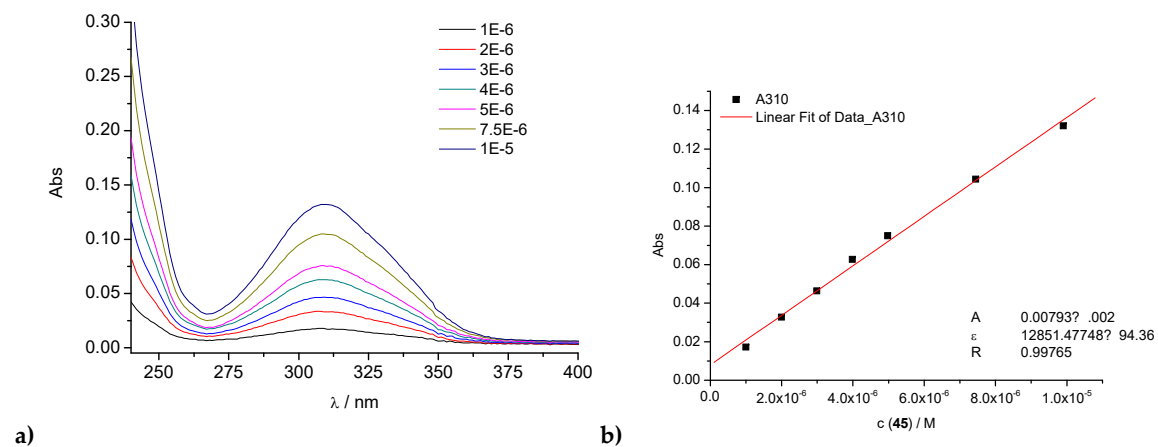 0.30
0.25
0.20
0.15
0.10
0.05
0.00
Abs
250 275 300 325 350 375 400
λ / nm
1E-6
2E-6
3E-6
4E-6
5E-6
7.5E-6
1E-5
a)
0.14
0.12
0.10
0.08
0.06
0.04
0.02
0.00
Abs
A310
Linear Fit of Data_A310
A 0.00793? .002
ε 12851.47748? 94.36
R 0.99765
0.0 2.0x10⁻⁶ 4.0x10⁻⁶ 6.0x10⁻⁶ 8.0x10⁻⁶ 1.0x10⁻⁵
c (45) / M
b)